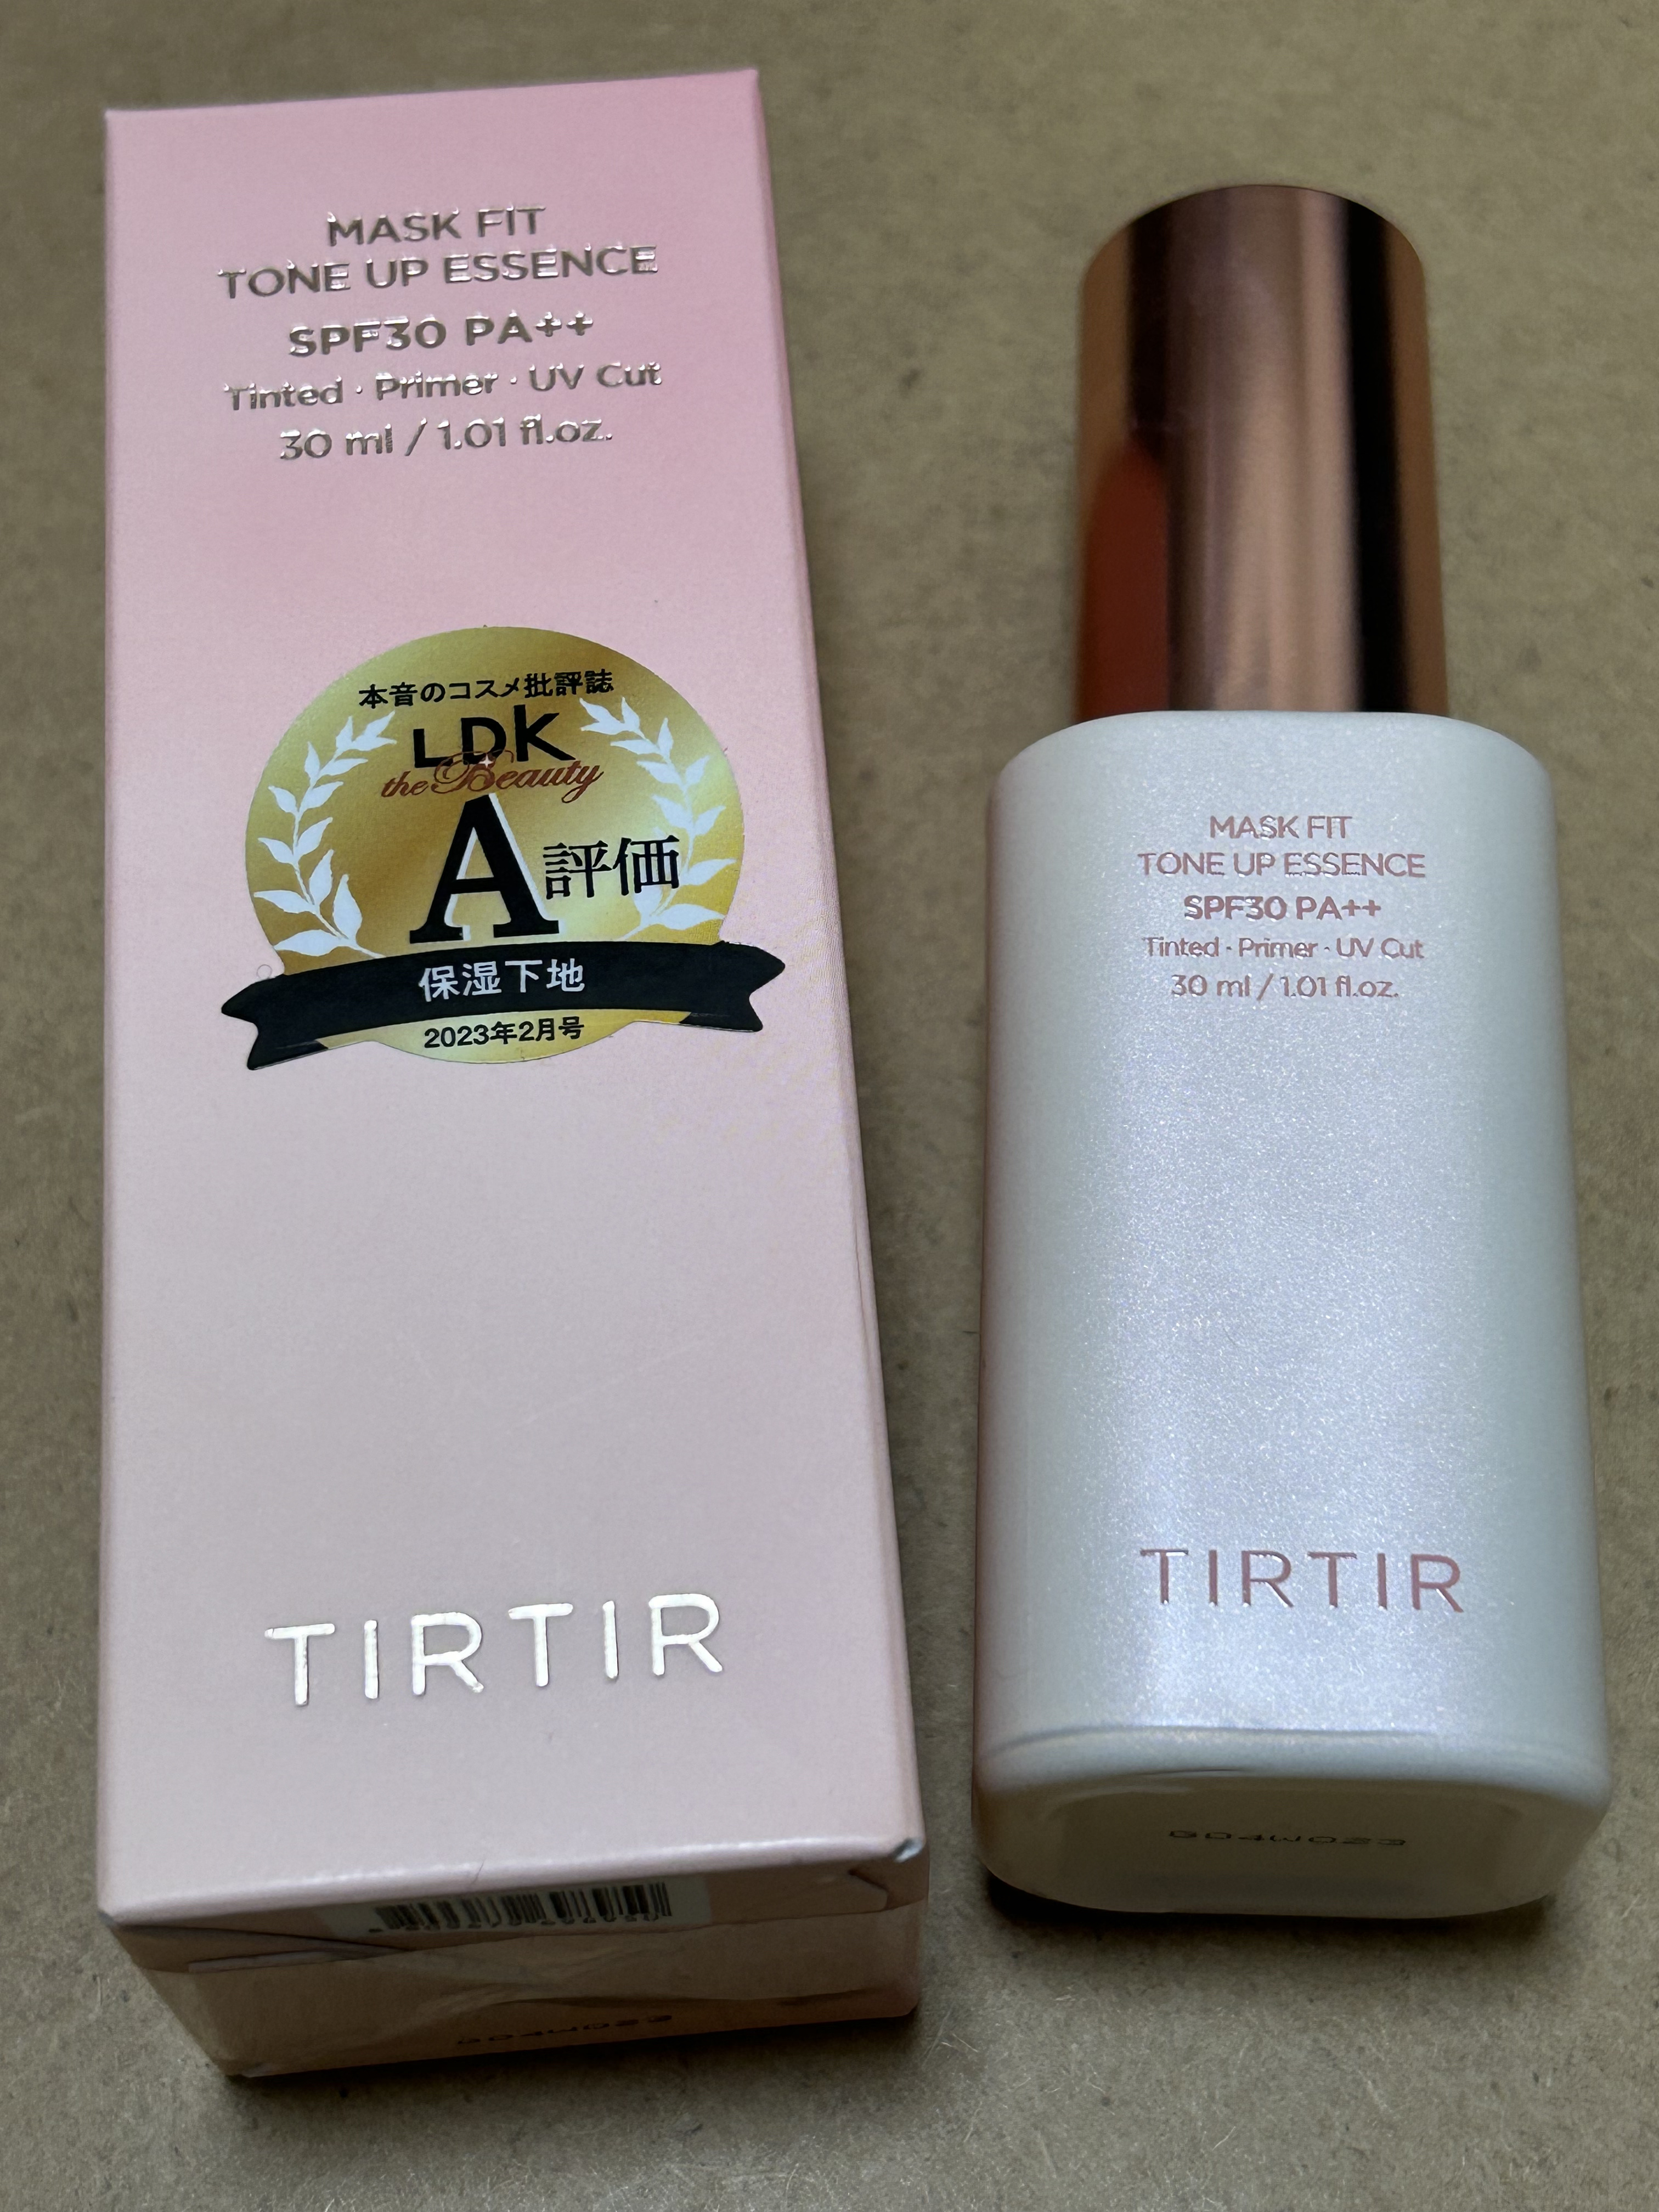 MASK FIT
TONE UP ESSENCE
SPF30 PA++
Tinted · Primer · UV Cut
30 ml / 1.01 fl.oz.
本音のコスメ批評誌
LDK
the Beauty
A評価
保湿下地
2023年2月号
TIRTIR
MASK FIT
TONE UP ESSENCE
SPF30 PA++
Tinted · Primer · UV Cut
30 ml / 1.01 fl.oz.
TIRTIR
GD4W023